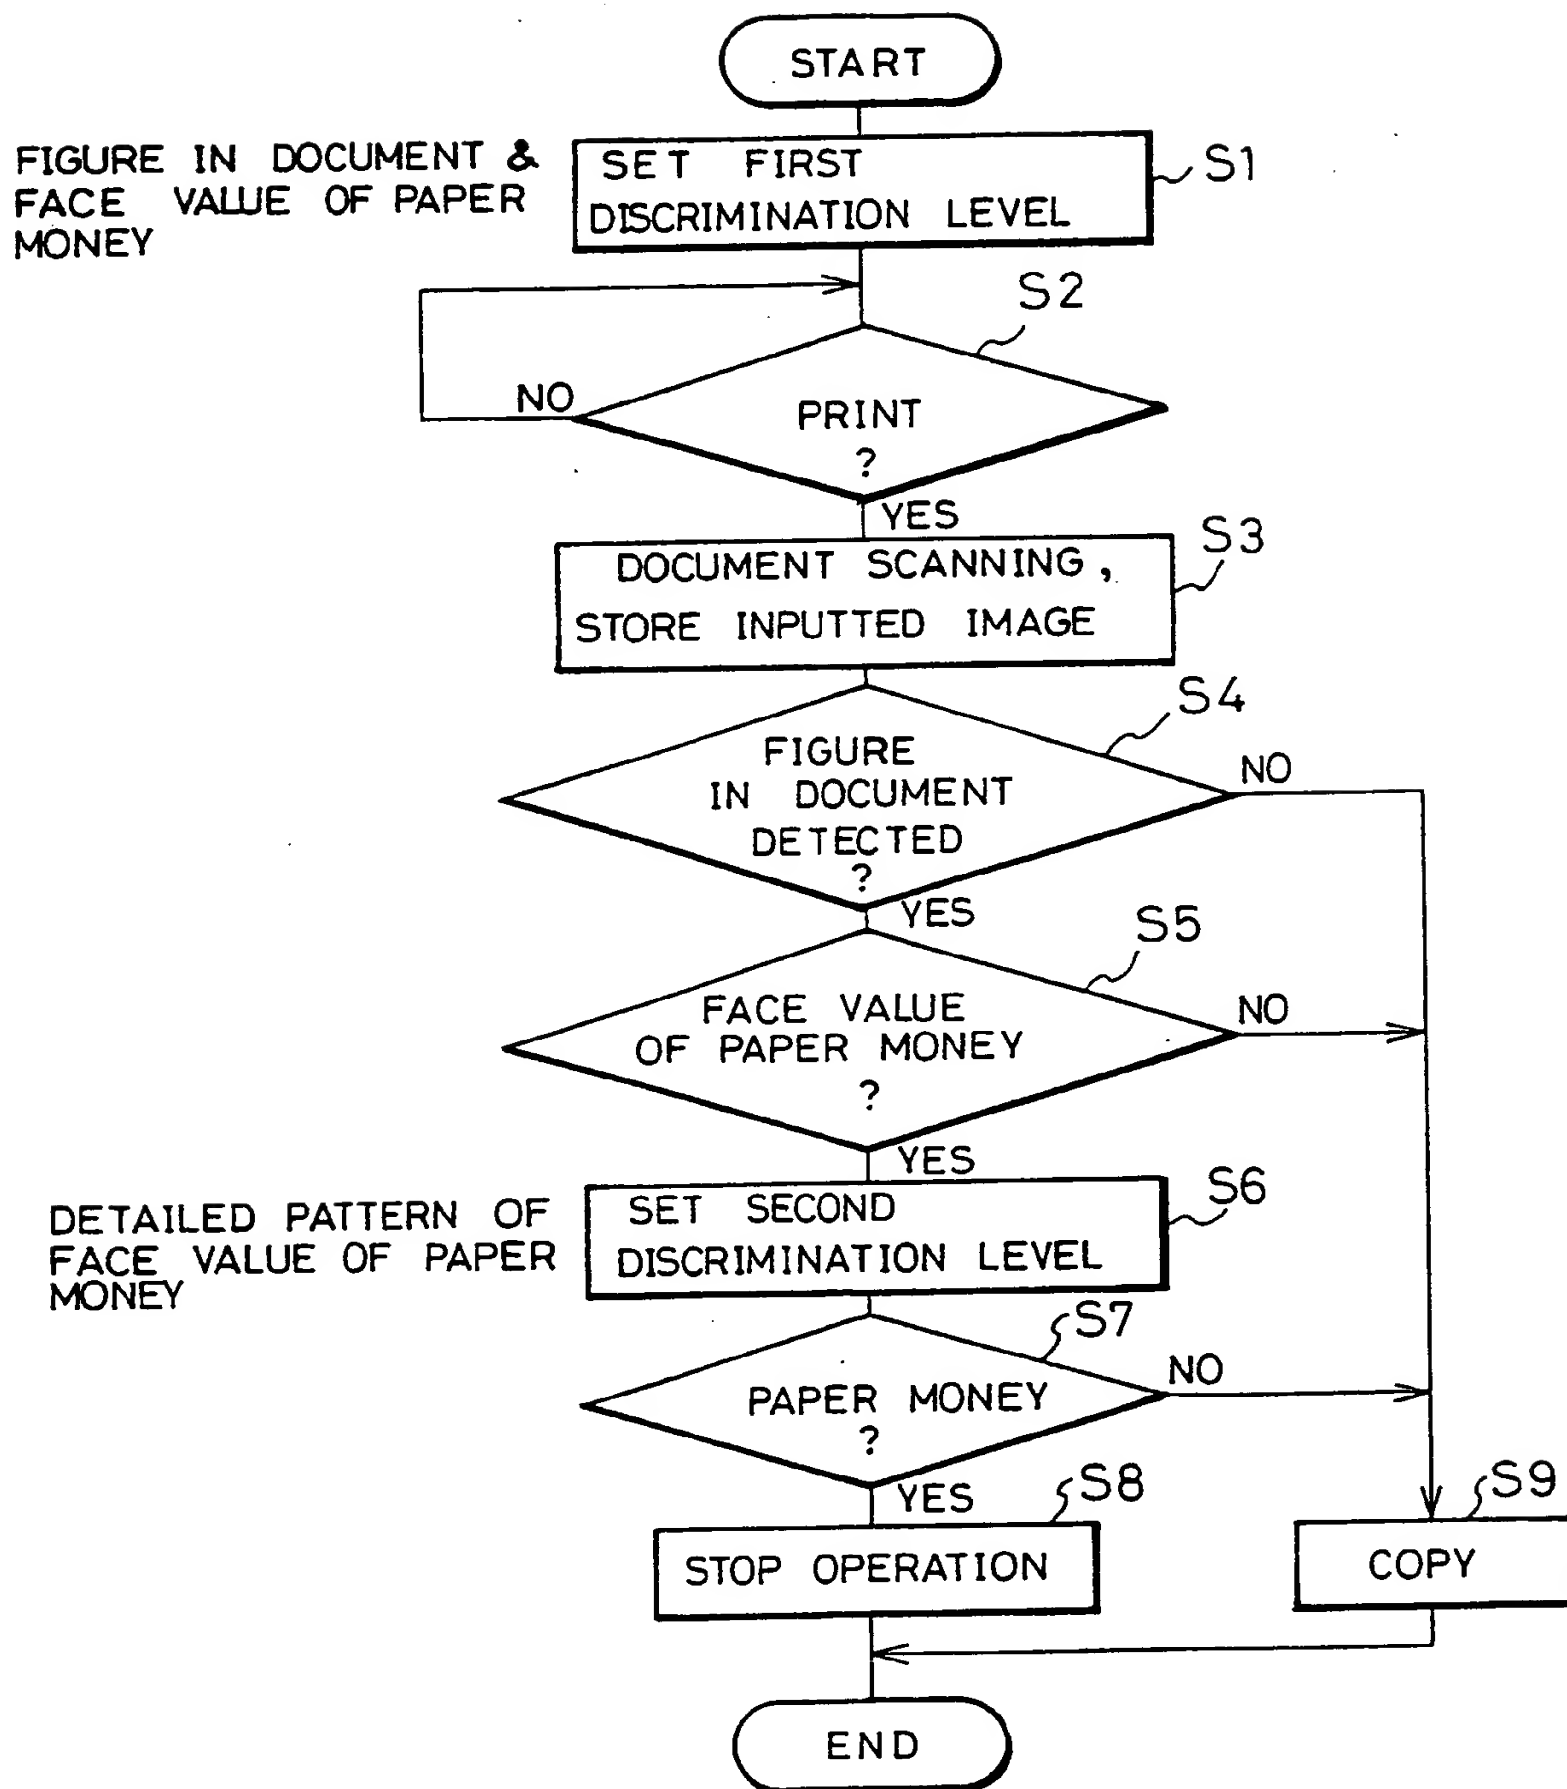 START
FIGURE IN DOCUMENT &
FACE VALUE OF PAPER
MONEY
SET FIRST
DISCRIMINATION LEVEL
S1
S2
NO
PRINT
?
YES
S3
DOCUMENT SCANNING,
STORE INPUTTED IMAGE
S4
FIGURE
IN DOCUMENT
DETECTED
?
NO
YES
S5
FACE VALUE
OF PAPER MONEY
?
NO
YES
DETAILED PATTERN OF
FACE VALUE OF PAPER
MONEY
SET SECOND
DISCRIMINATION LEVEL
S6
S7
PAPER MONEY
?
NO
YES
S8
STOP OPERATION
S9
COPY
END